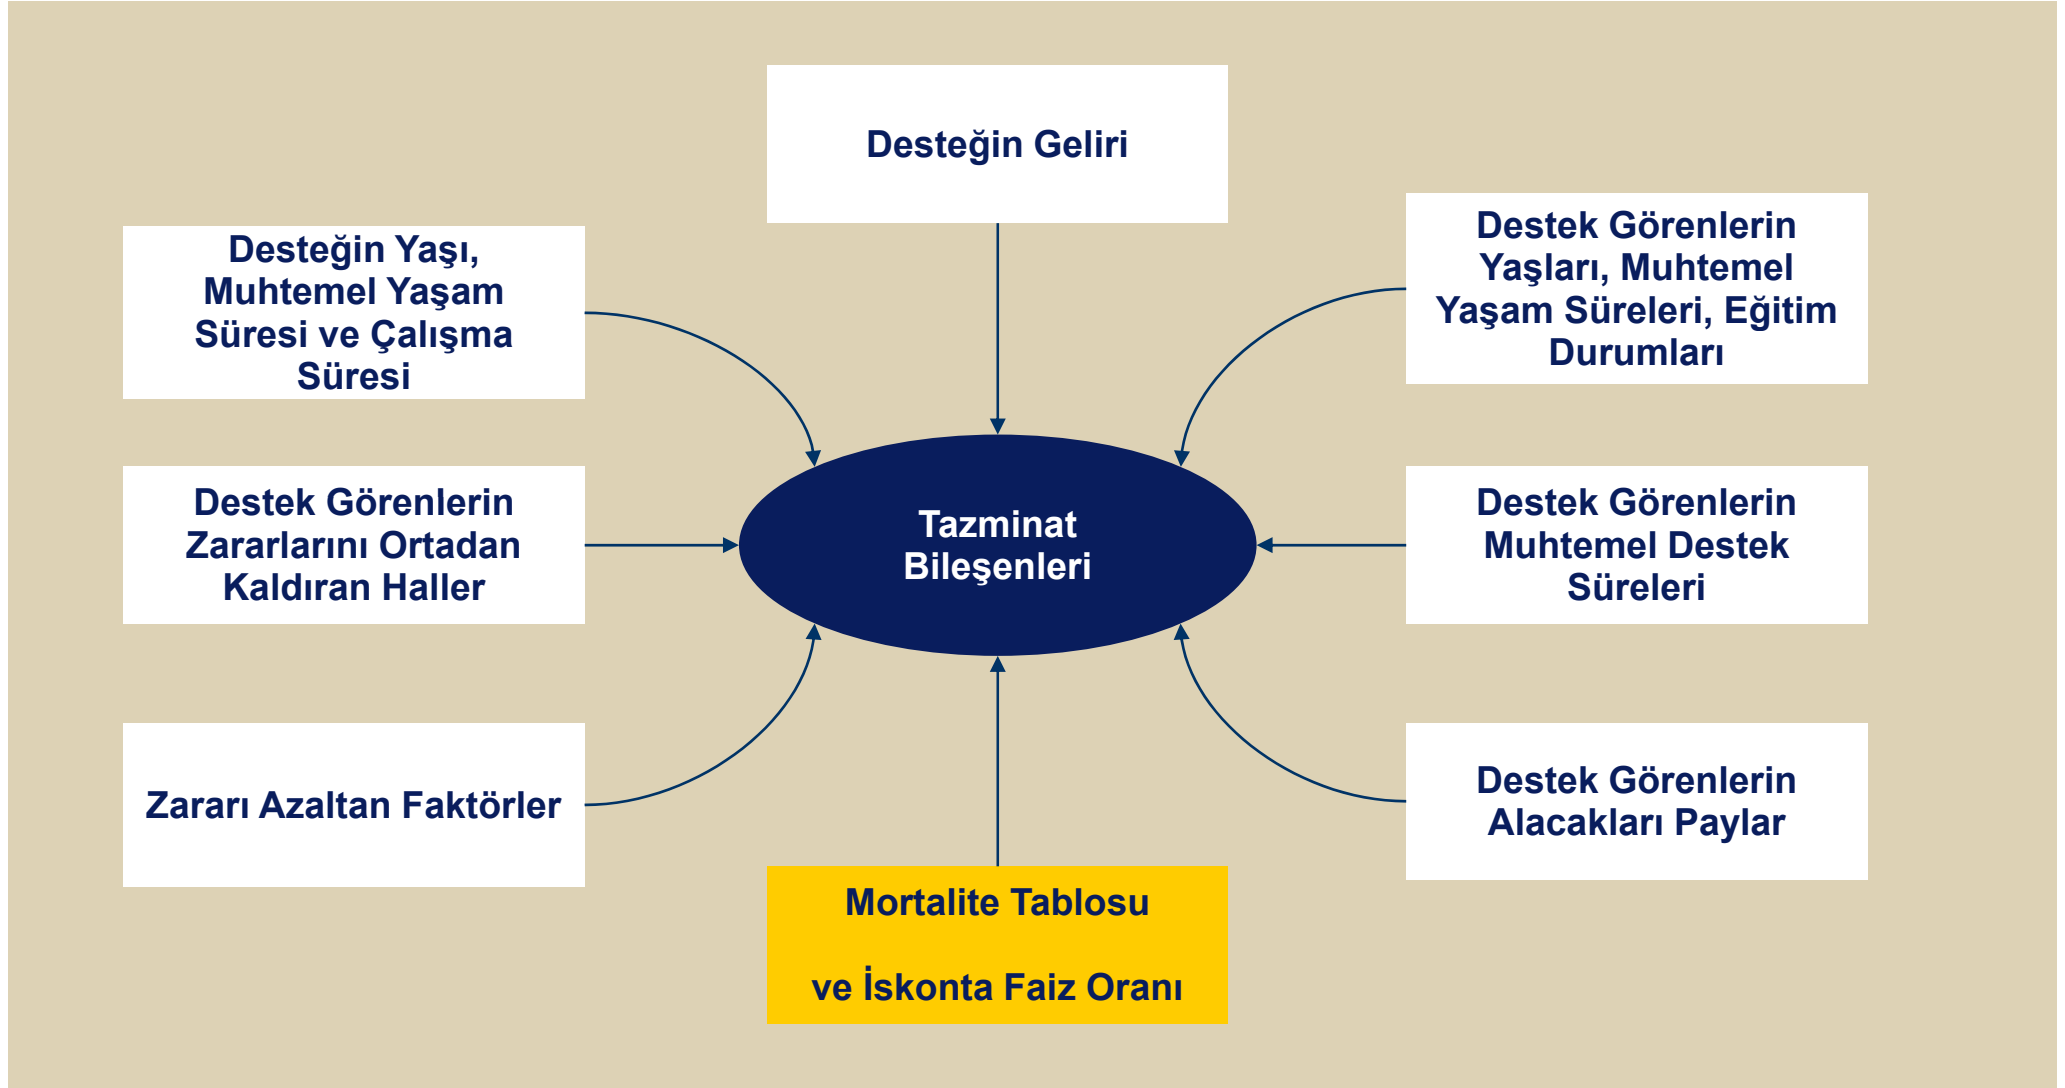 Desteğin Geliri
Desteğin Yaşı,
Muhtemel Yaşam
Süresi ve Çalışma
Süresi
Destek Görenlerin
Yaşları, Muhtemel
Yaşam Süreleri, Eğitim
Durumları
Destek Görenlerin
Zararlarını Ortadan
Kaldıran Haller
Tazminat
Bileşenleri
Destek Görenlerin
Muhtemel Destek
Süreleri
Zararı Azaltan Faktörler
Destek Görenlerin
Alacakları Paylar
Mortalite Tablosu
ve İskonta Faiz Oranı